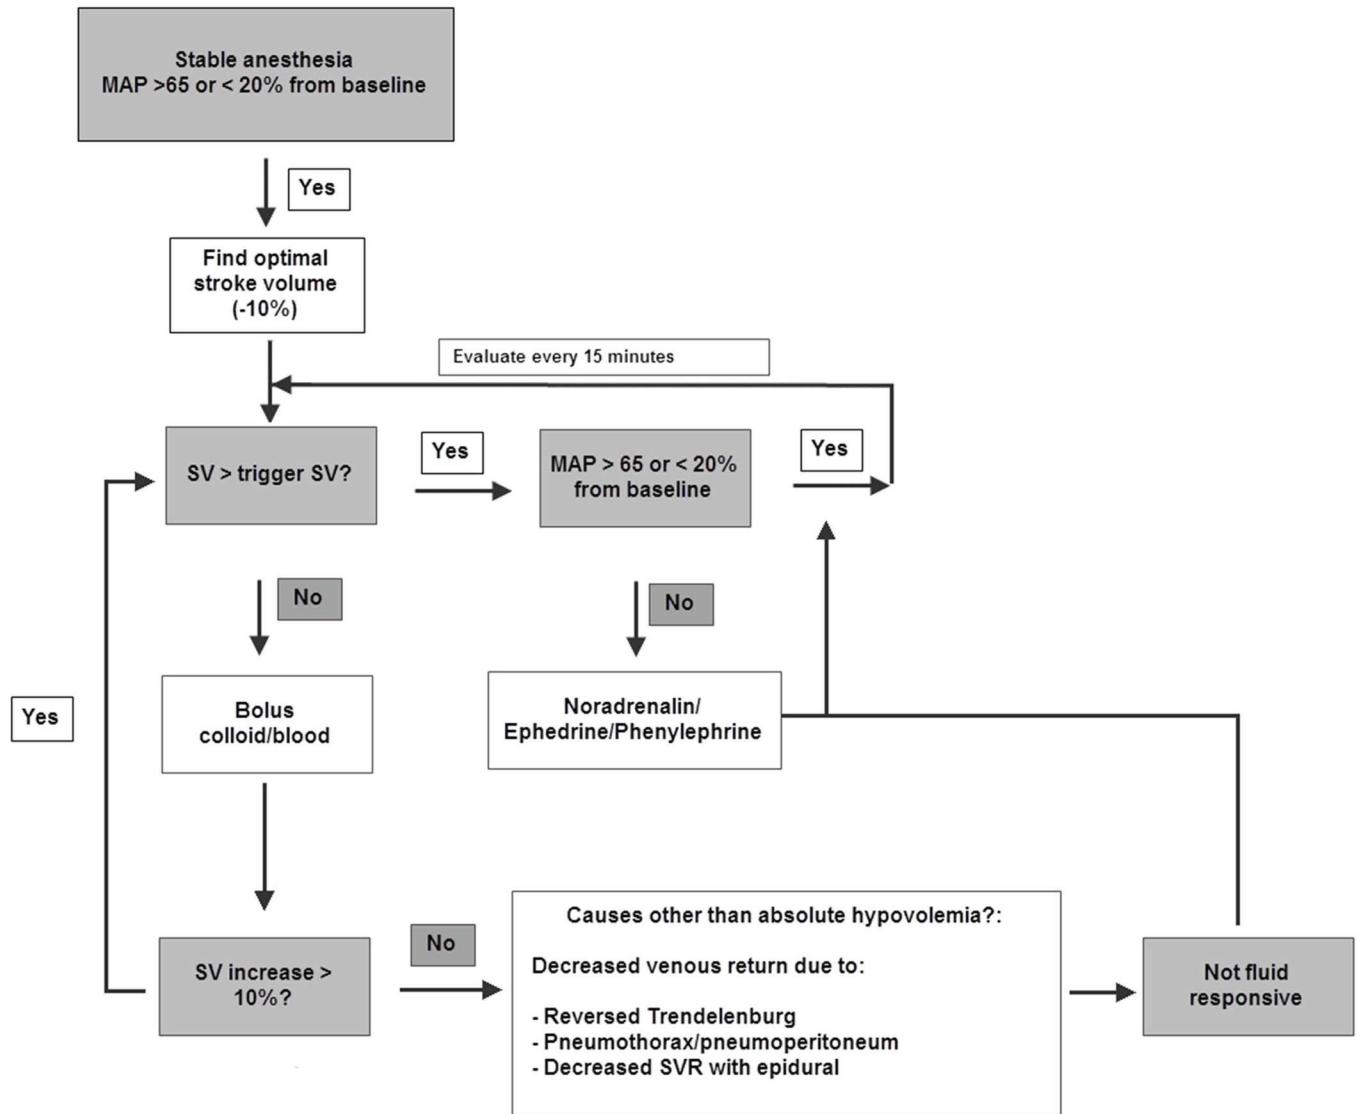 Stable anesthesia
MAP >65 or < 20% from baseline
Yes
Find optimal
stroke volume
(-10%)
Evaluate every 15 minutes
SV > trigger SV?
Yes
MAP > 65 or < 20%
from baseline
Yes
No
No
Yes
Bolus
colloid/blood
Noradrenalin/
Ephedrine/Phenylephrine
SV increase >
10%?
No
Causes other than absolute hypovolemia?:
Decreased venous return due to:
- Reversed Trendelenburg
- Pneumothorax/pneumoperitoneum
- Decreased SVR with epidural
Not fluid
responsive